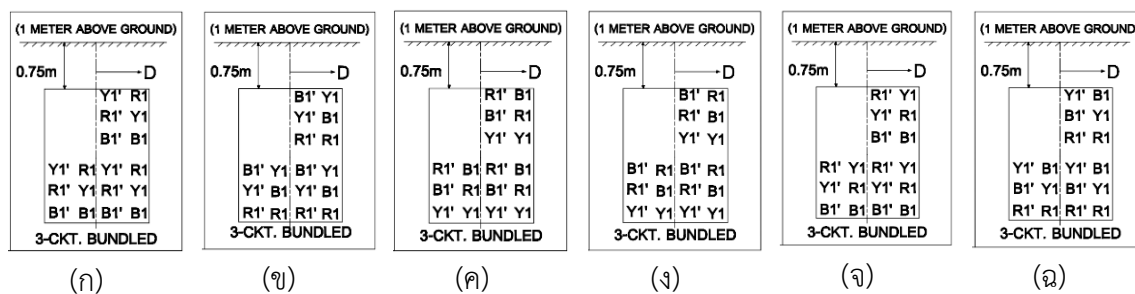 (1 METER ABOVE GROUND)
0.75m
D
Y1' R1
R1' Y1
B1' B1
Y1' R1 Y1' R1
R1' Y1 R1' Y1
B1' B1 B1' B1
3-CKT. BUNDLED
(ก)
(1 METER ABOVE GROUND)
0.75m
D
B1' Y1
Y1' B1
R1' R1
B1' Y1 B1' Y1
Y1' B1 Y1' B1
R1' R1 R1' R1
3-CKT. BUNDLED
(ข)
(1 METER ABOVE GROUND)
0.75m
D
R1' B1
B1' R1
Y1' Y1
R1' B1 R1' B1
B1' R1 B1' R1
Y1' Y1 Y1' Y1
3-CKT. BUNDLED
(ค)
(1 METER ABOVE GROUND)
0.75m
D
B1' R1
R1' B1
Y1' Y1
B1' R1 B1' R1
R1' B1 R1' B1
Y1' Y1 Y1' Y1
3-CKT. BUNDLED
(ง)
(1 METER ABOVE GROUND)
0.75m
D
R1' Y1
Y1' R1
B1' B1
R1' Y1 R1' Y1
Y1' R1 Y1' R1
B1' B1 B1' B1
3-CKT. BUNDLED
(จ)
(1 METER ABOVE GROUND)
0.75m
D
Y1' B1
B1' Y1
R1' R1
Y1' B1 Y1' B1
B1' Y1 B1' Y1
R1' R1 R1' R1
3-CKT. BUNDLED
(ฉ)